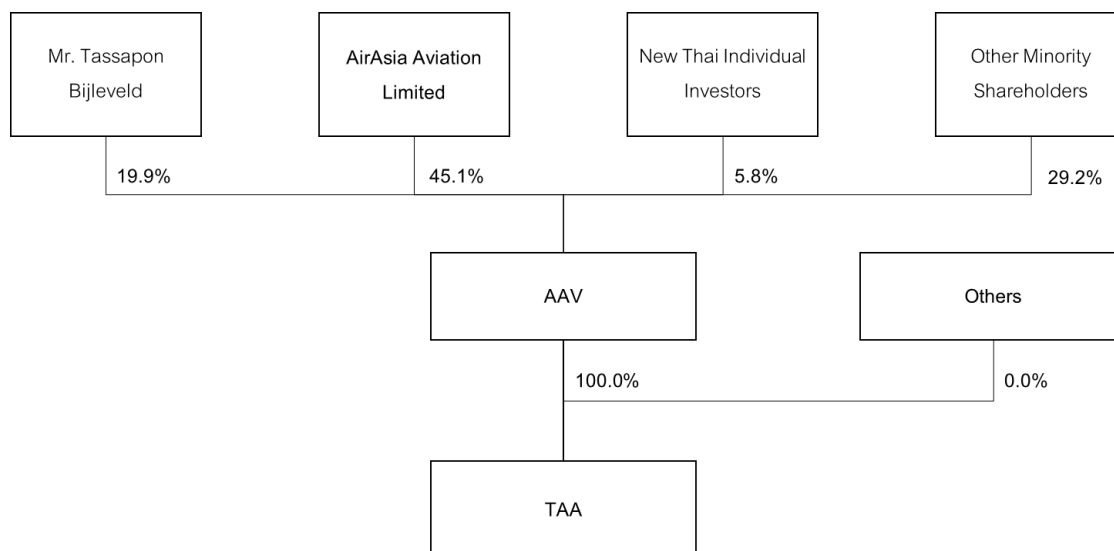 Mr. Tassapon
Bijleveld
AirAsia Aviation
Limited
New Thai Individual
Investors
Other Minority
Shareholders
19.9%
45.1%
5.8%
29.2%
AAV
Others
100.0%
0.0%
TAA